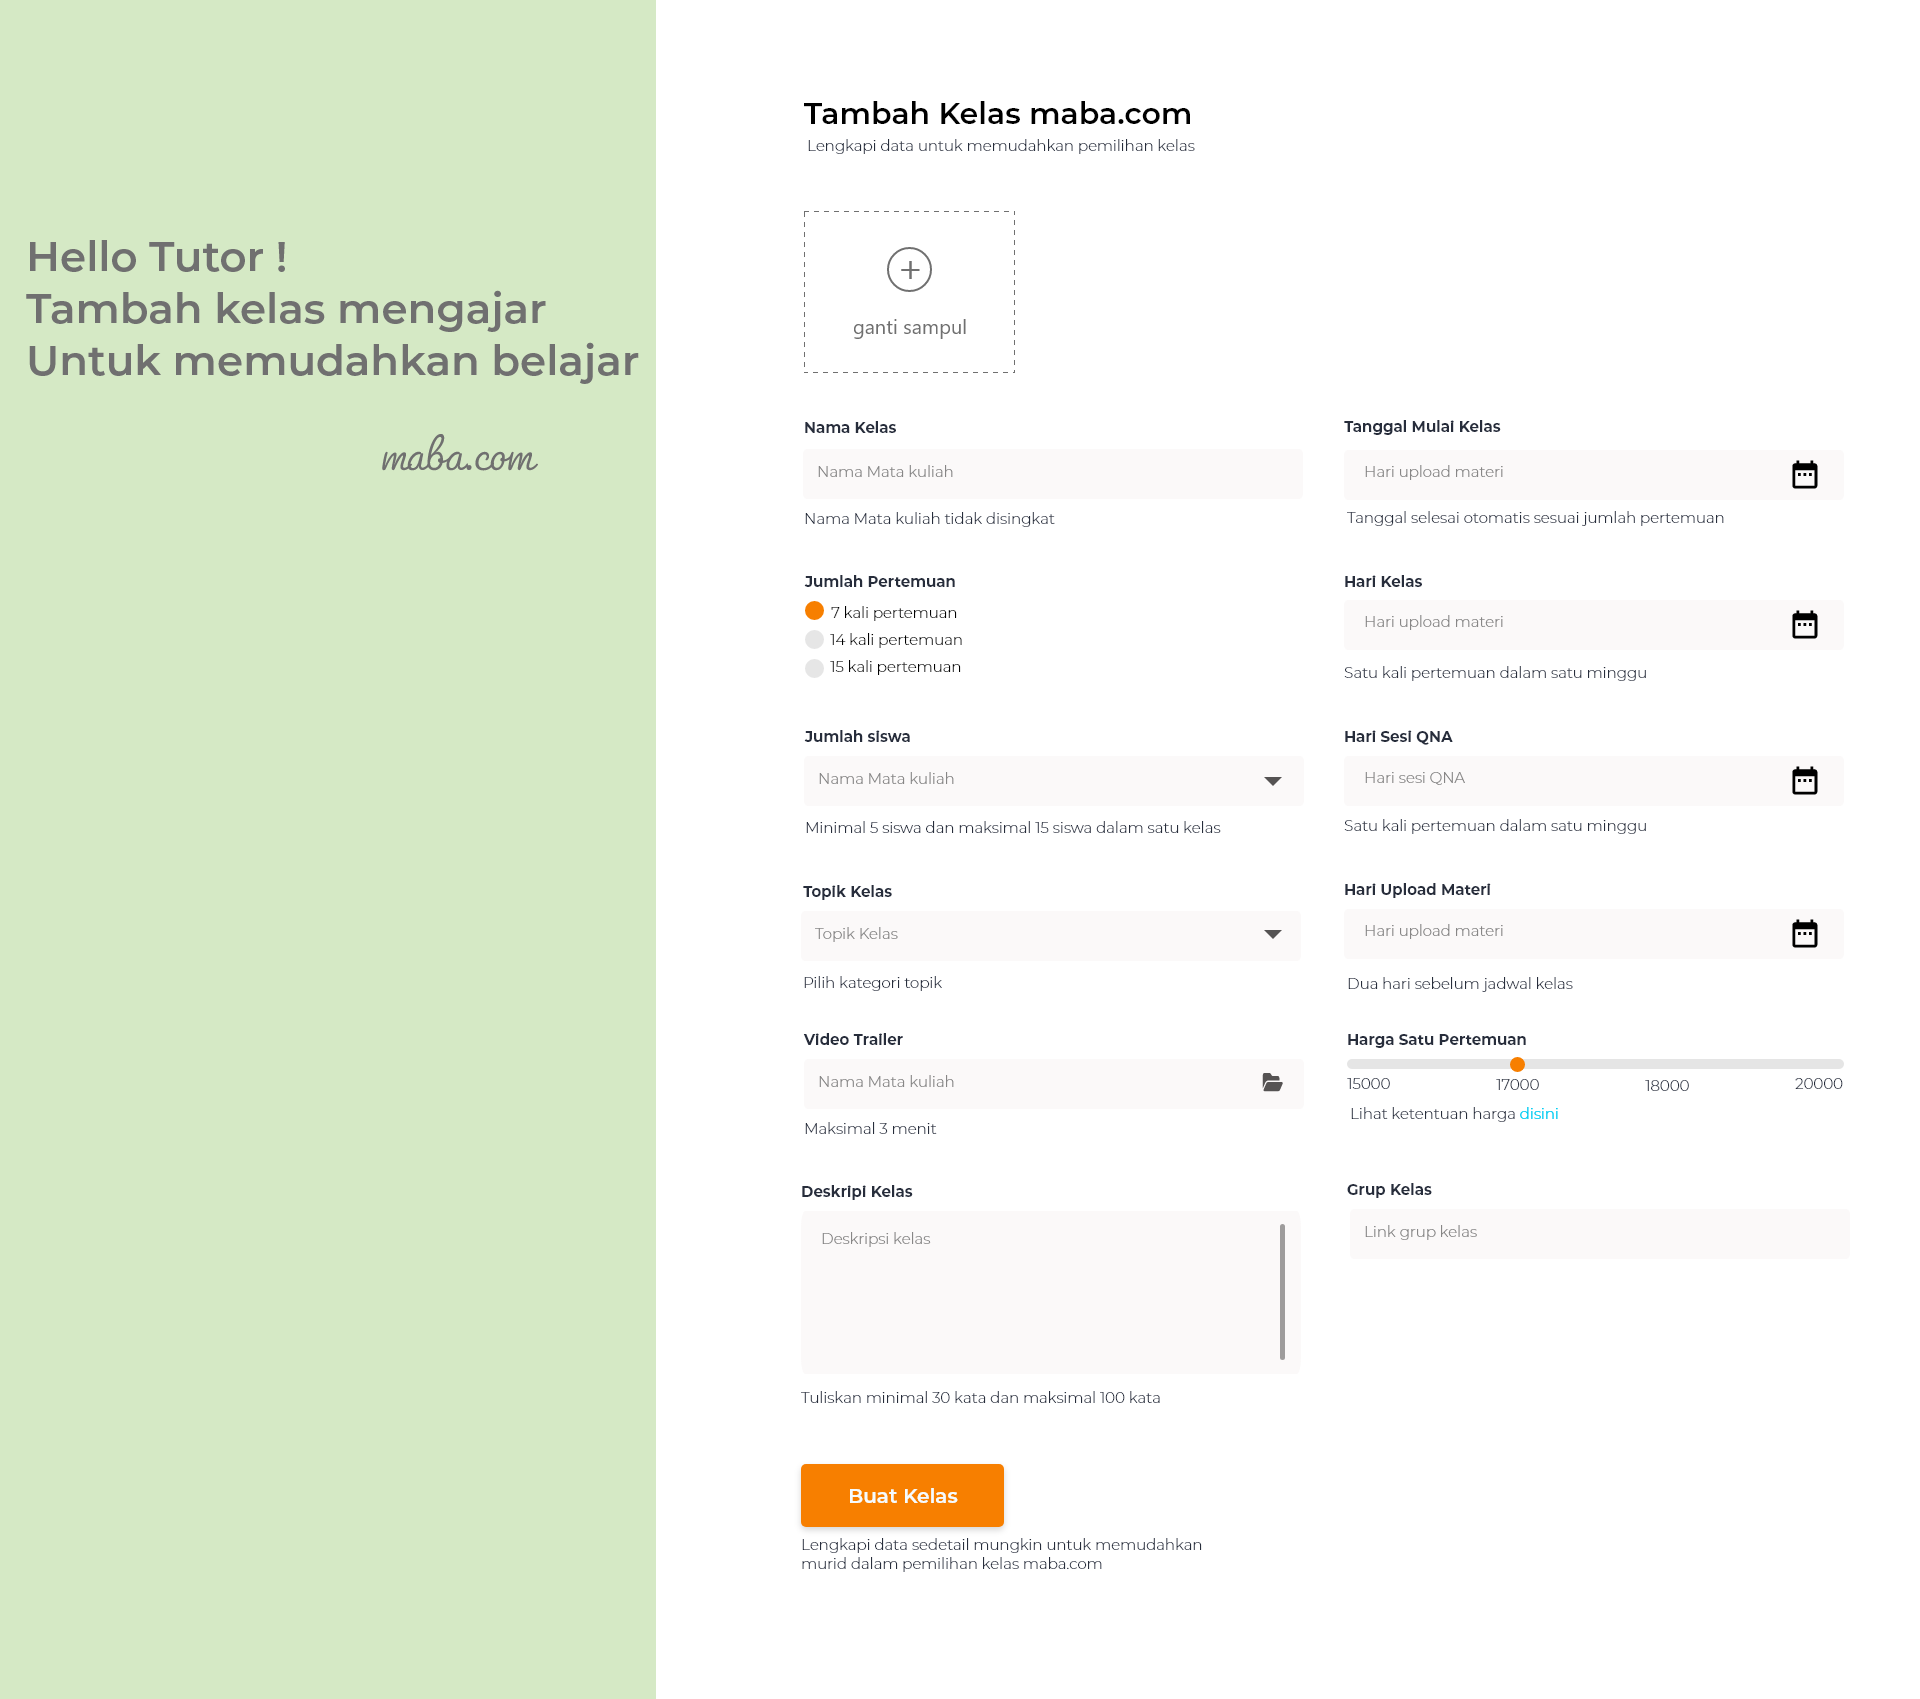 Hello Tutor !
Tambah kelas mengajar
Untuk memudahkan belajar
maba.com
Tambah Kelas maba.com
Lengkapi data untuk memudahkan pemilihan kelas
ganti sampul
Nama Kelas
Nama Mata kuliah
Nama Mata kuliah tidak disingkat
Jumlah Pertemuan
7 kali pertemuan
14 kali pertemuan
15 kali pertemuan
Jumlah siswa
Nama Mata kuliah
Minimal 5 siswa dan maksimal 15 siswa dalam satu kelas
Topik Kelas
Topik Kelas
Pilih kategori topik
Video Trailer
Nama Mata kuliah
Maksimal 3 menit
Deskripi Kelas
Deskripsi kelas
Tuliskan minimal 30 kata dan maksimal 100 kata
Tanggal Mulai Kelas
Hari upload materi
Tanggal selesai otomatis sesuai jumlah pertemuan
Hari Kelas
Hari upload materi
Satu kali pertemuan dalam satu minggu
Hari Sesi QNA
Hari sesi QNA
Satu kali pertemuan dalam satu minggu
Hari Upload Materi
Hari upload materi
Dua hari sebelum jadwal kelas
Harga Satu Pertemuan
15000 17000 18000 20000
Lihat ketentuan harga disini
Grup Kelas
Link grup kelas
Buat Kelas
Lengkapi data sedetail mungkin untuk memudahkan
murid dalam pemilihan kelas maba.com